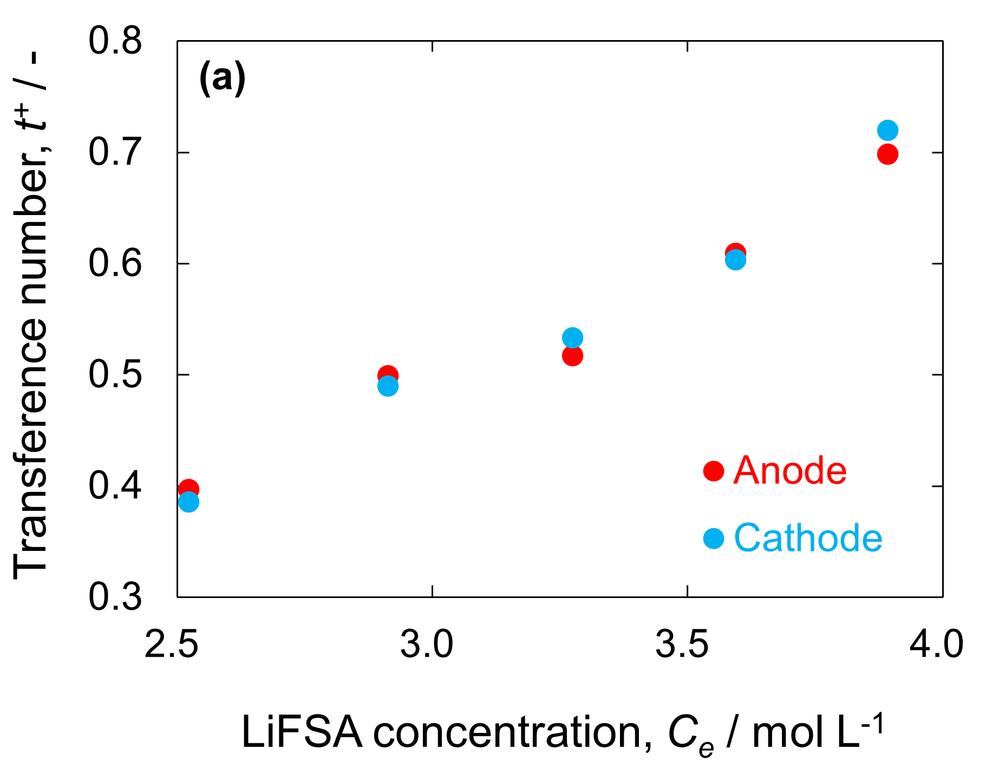 Transference number, t+ / -
0.8
(a)
0.7
0.6
0.5
0.4
0.3
Anode
Cathode
2.5 3.0 3.5 4.0
LiFSA concentration, Ce / mol L-1